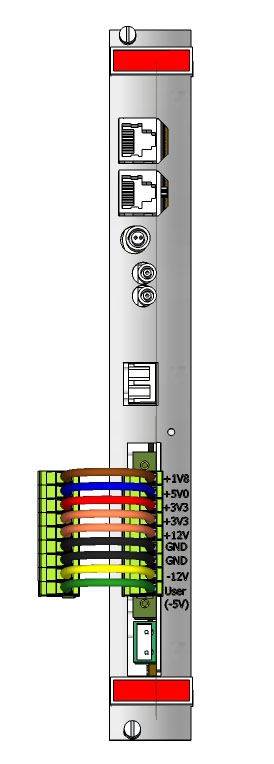 +1V8
+5V0
+3V3
+3V3
+12V
GND
GND
-12V
User
(-5V)